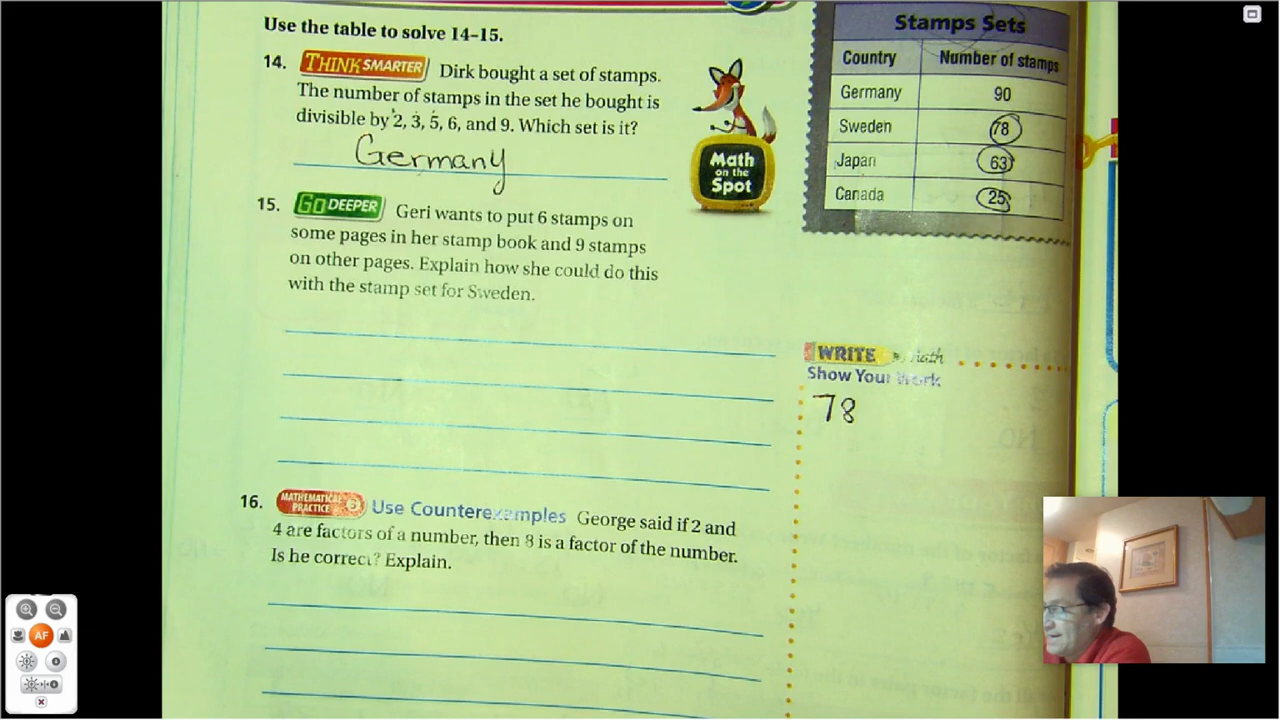 Use the table to solve 14–15.
14. THINK SMARTER Dirk bought a set of stamps.
The number of stamps in the set he bought is
divisible by 2, 3, 5, 6, and 9. Which set is it?
Germany
Math
on the
Spot
Stamps Sets
Country Number of stamps
Germany 90
Sweden 78
Japan 63
Canada 25
15. GO DEEPER Geri wants to put 6 stamps on
some pages in her stamp book and 9 stamps
on other pages. Explain how she could do this
with the stamp set for Sweden.
WRITE Math
Show Your Work
78
16. MATHEMATICAL
PRACTICE Use Counterexamples George said if 2 and
4 are factors of a number, then 8 is a factor of the number.
Is he correct? Explain.
AF